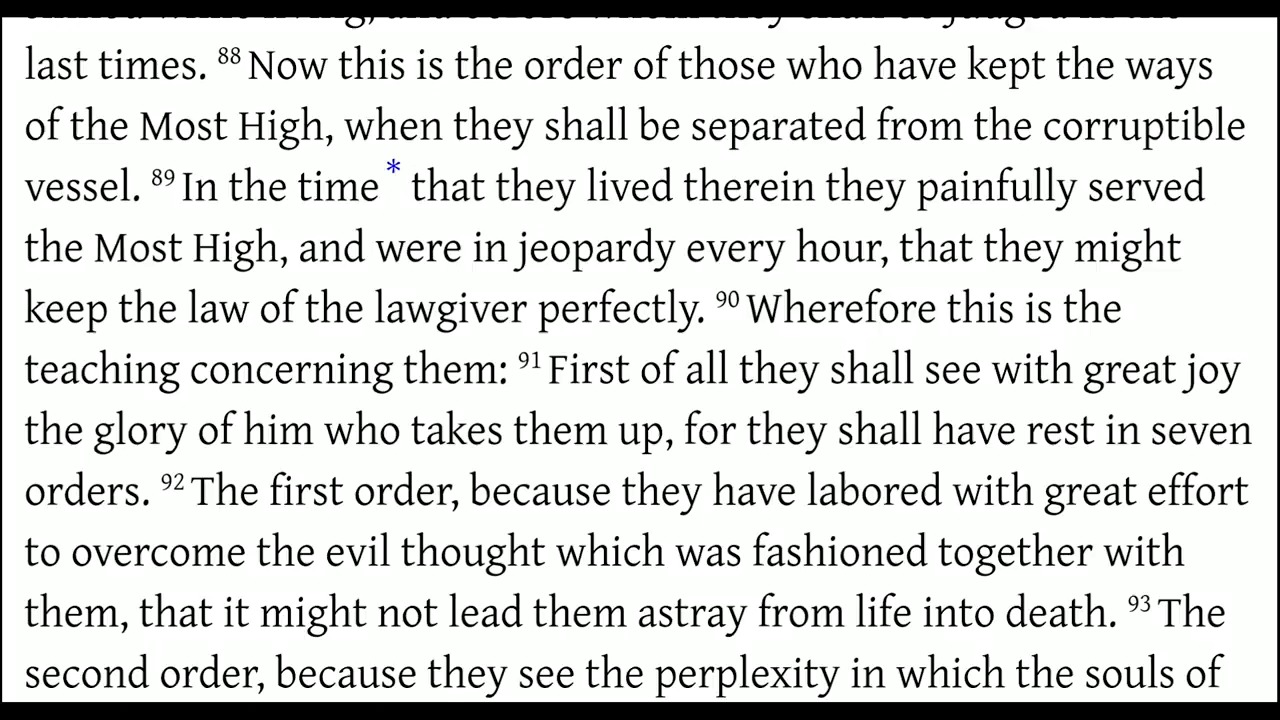 last times. 88 Now this is the order of those who have kept the ways
of the Most High, when they shall be separated from the corruptible
vessel. 89 In the time * that they lived therein they painfully served
the Most High, and were in jeopardy every hour, that they might
keep the law of the lawgiver perfectly. 90 Wherefore this is the
teaching concerning them: 91 First of all they shall see with great joy
the glory of him who takes them up, for they shall have rest in seven
orders. 92 The first order, because they have labored with great effort
to overcome the evil thought which was fashioned together with
them, that it might not lead them astray from life into death. 93 The
second order, because they see the perplexity in which the souls of